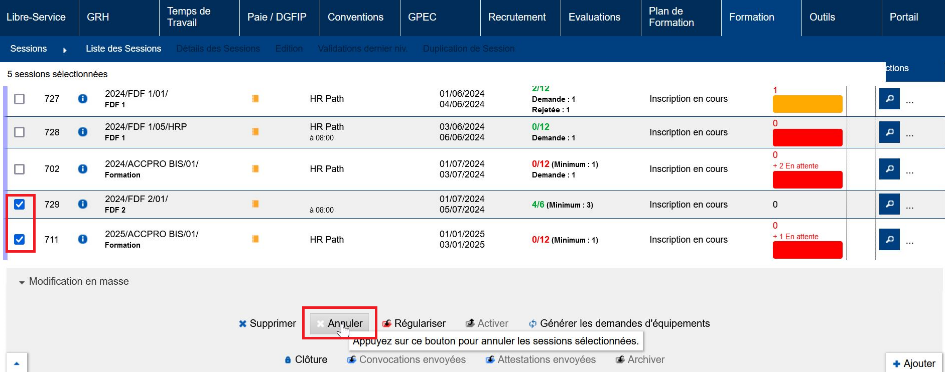 Libre-Service GRH Temps de Travail Paie / DGFIP Conventions GPEC Recrutement Evaluations Plan de Formation Formation Outils Portail
Sessions Liste des Sessions Détails des Sessions Edition Validations dernier niv. Duplication de Session
5 sessions sélectionnées ctions
727 2024/FDF 1/01/ HR Path 01/06/2024 2/12 Inscription en cours 1 ...
FDF 1 04/06/2024 Demande : 1
Rejetée : 1
728 2024/FDF 1/05/HRP HR Path 03/06/2024 0/12 Inscription en cours 0 ...
FDF 1 à 08:00 06/06/2024 Demande : 1
702 2024/ACCPRO BIS/01/ HR Path 01/07/2024 0/12 (Minimum : 1) Inscription en cours 0 ...
Formation 03/07/2024 Demande : 1 + 2 En attente
729 2024/FDF 2/01/ 01/07/2024 4/6 (Minimum : 3) Inscription en cours 0 ...
FDF 2 à 08:00 05/07/2024
711 2025/ACCPRO BIS/01/ HR Path 01/01/2025 0/12 (Minimum : 1) Inscription en cours 0 ...
Formation 03/01/2025 + 1 En attente
Modification en masse
Supprimer Annuler Régulariser Activer Générer les demandes d'équipements
Appuyez sur ce bouton pour annuler les sessions sélectionnées.
Clôture Convocations envoyées Attestations envoyées Archiver
Ajouter